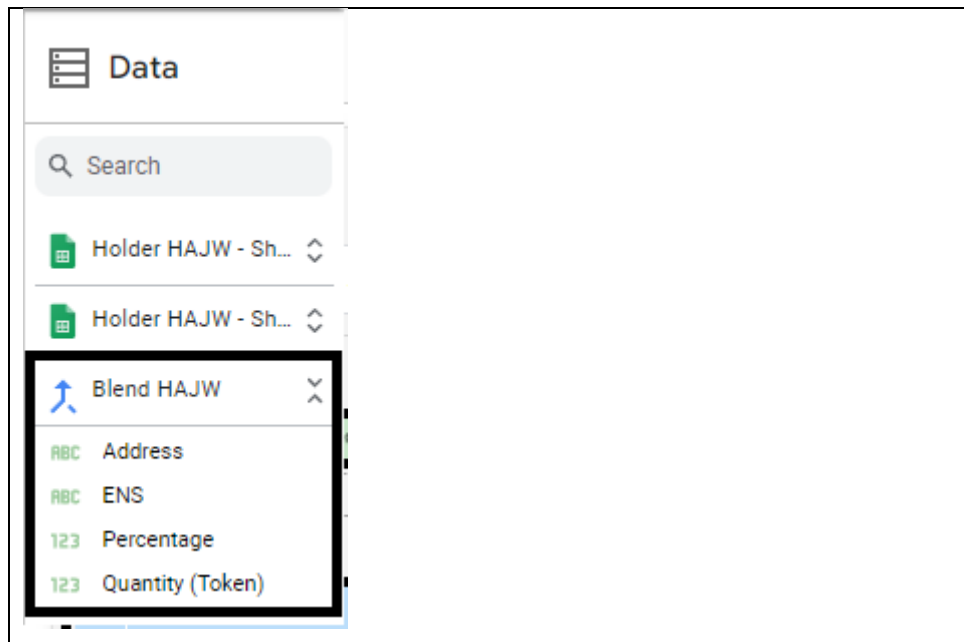 Data
Search
Holder HAJW - Sh...
Holder HAJW - Sh...
Blend HAJW
ABC Address
ABC ENS
123 Percentage
123 Quantity (Token)